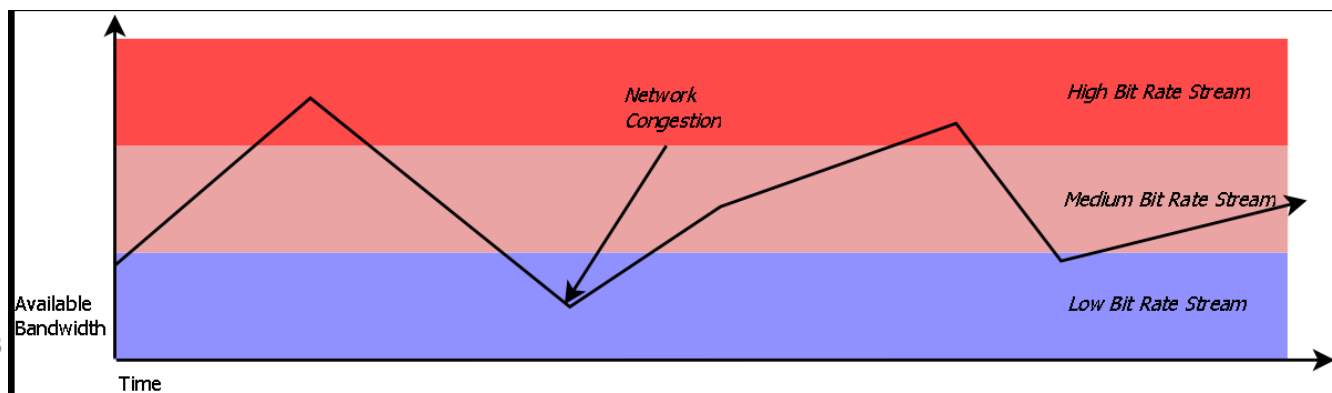 Network
Congestion
High Bit Rate Stream
Medium Bit Rate Stream
Low Bit Rate Stream
Available
Bandwidth
Time